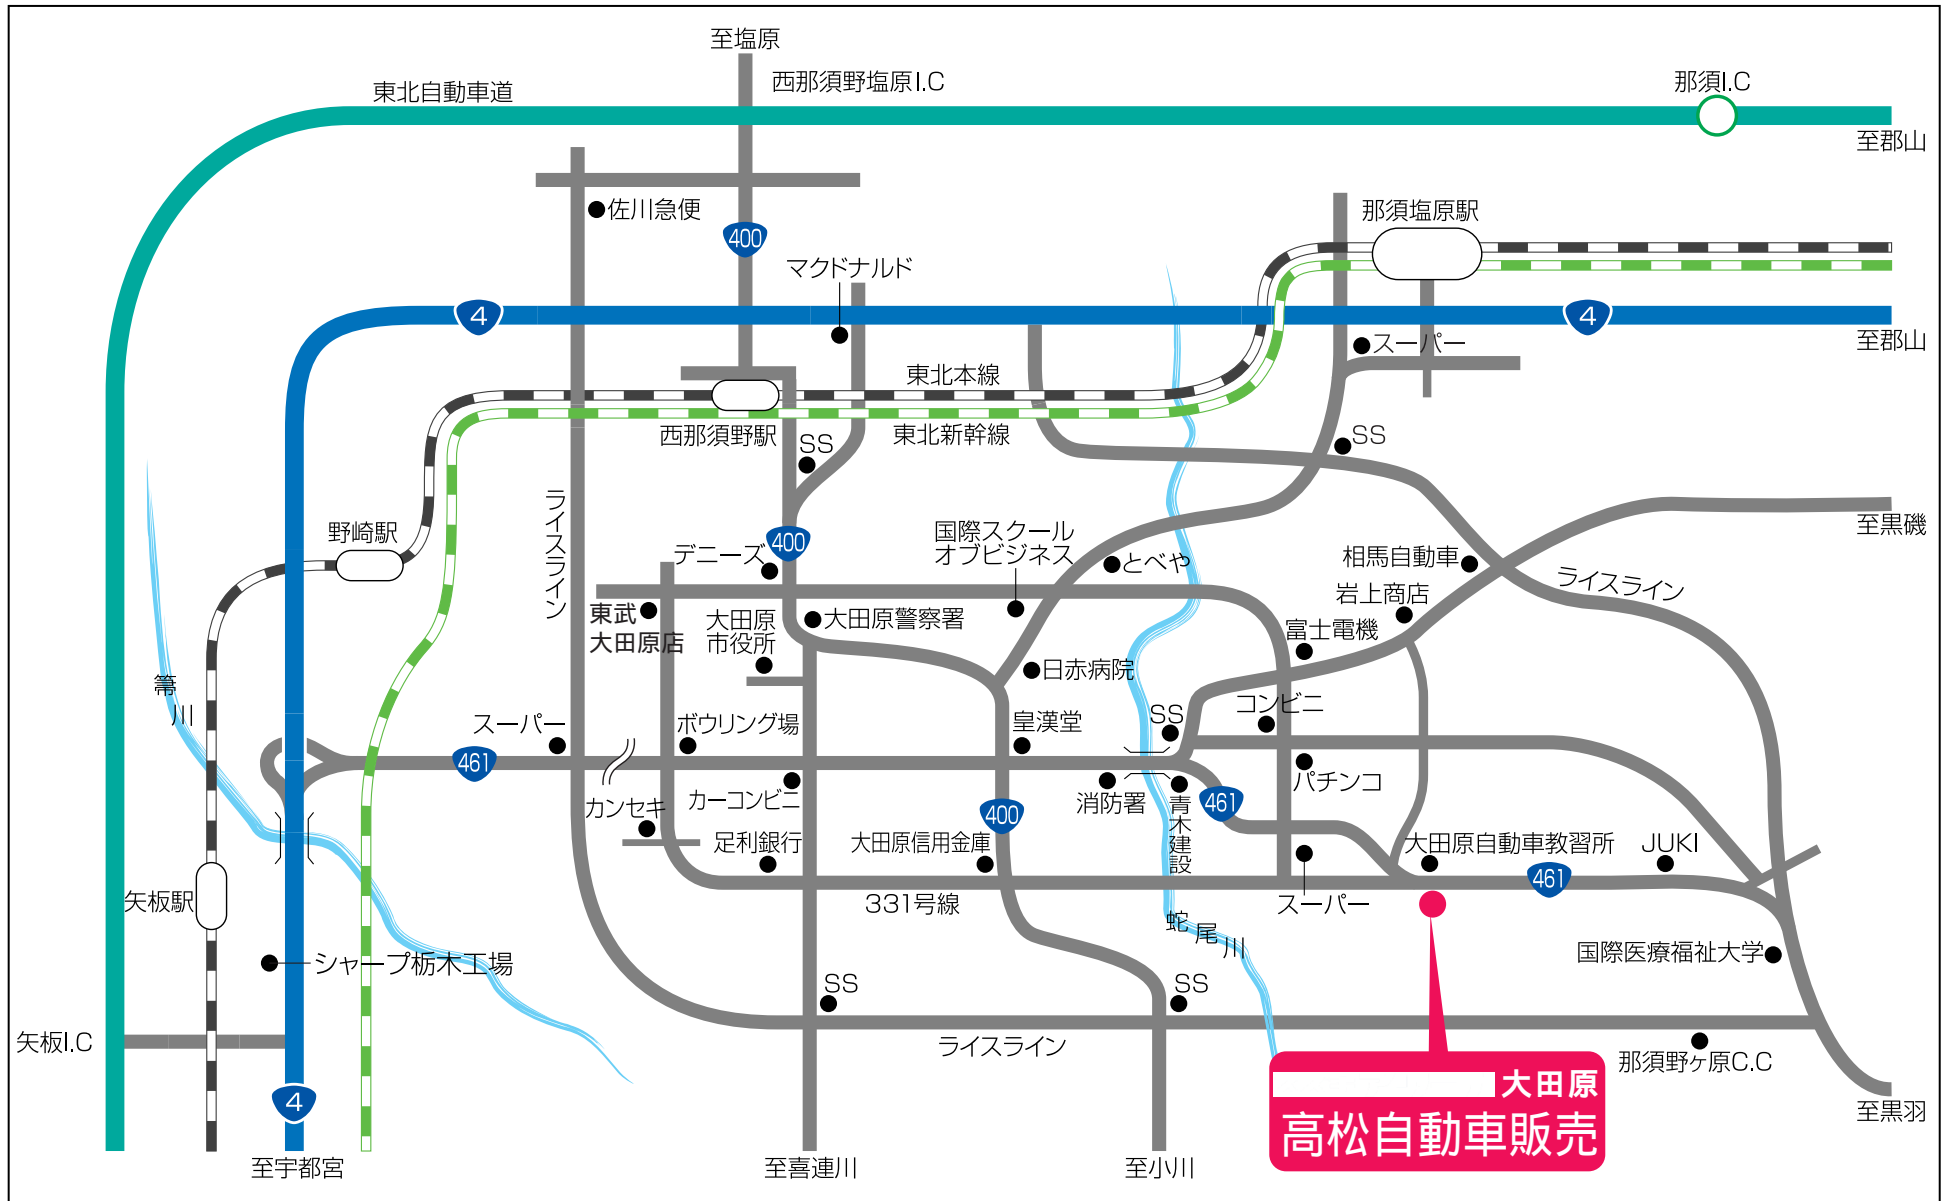 至塩原
西那須野塩原I.C
那須I.C
東北自動車道
至郡山
佐川急便
400
那須塩原駅
マクドナルド
4
4
至郡山
スーパー
東北本線
西那須野駅
東北新幹線
SS
SS
ライスライン
野崎駅
デニーズ
400
国際スクール
オブビジネス
とべや
至黒磯
相馬自動車
岩上商店
ライスライン
東武
大田原店
大田原
市役所
大田原警察署
富士電機
日赤病院
箒川
スーパー
461
ボウリング場
皇漢堂
SS
コンビニ
カンセキ
カーコンビニ
消防署
青木建設
461
パチンコ
足利銀行
大田原信用金庫
400
大田原自動車教習所
JUKI
461
331号線
スーパー
矢板駅
蛇尾川
シャープ栃木工場
国際医療福祉大学
SS
SS
矢板I.C
ライスライン
那須野ヶ原C.C
4
大田原
高松自動車販売
至黒羽
至宇都宮
至喜連川
至小川